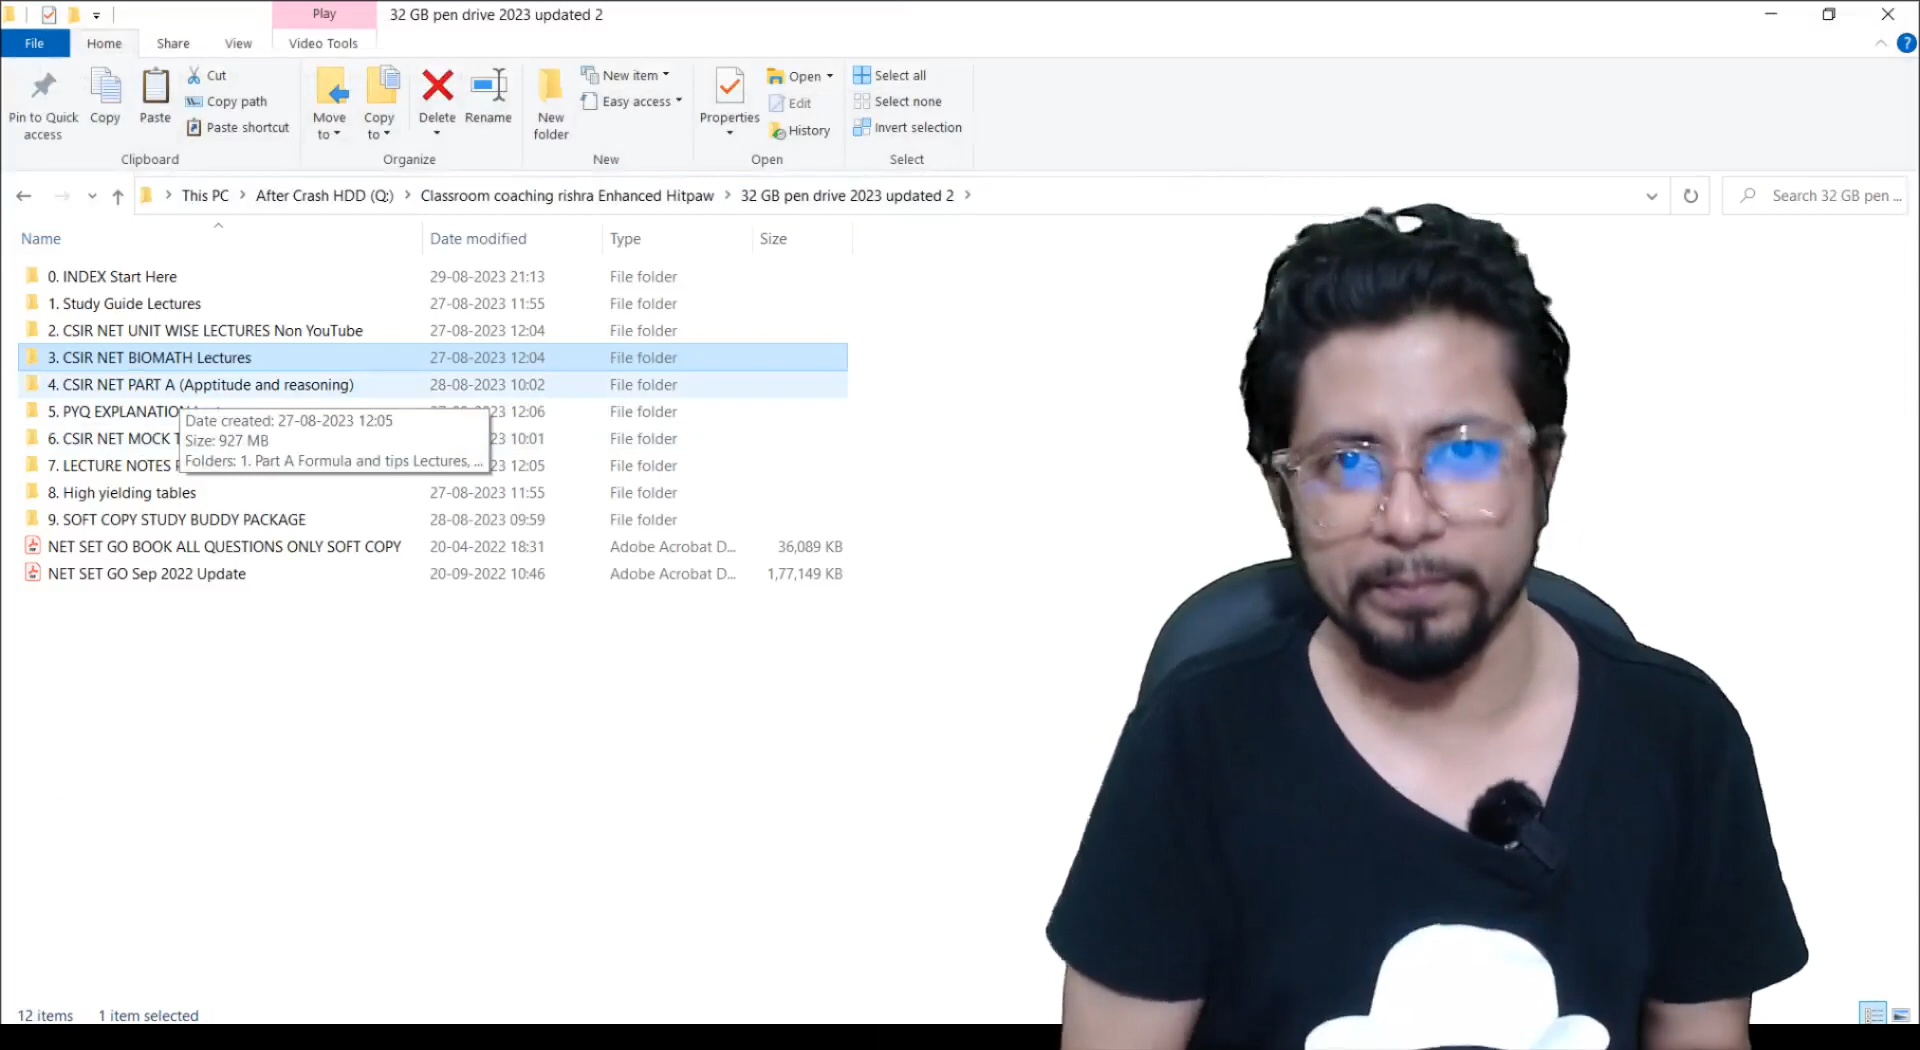 Play
32 GB pen drive 2023 updated 2
File
Home
Share
View
Video Tools
Pin to Quick access
Copy
Paste
Cut
Copy path
Paste shortcut
Clipboard
Move to
Copy to
Delete
Rename
Organize
New folder
New item
Easy access
New
Properties
Open
Edit
History
Open
Select all
Select none
Invert selection
Select
This PC > After Crash HDD (Q:) > Classroom coaching rishra Enhanced Hitpaw > 32 GB pen drive 2023 updated 2 >
Search 32 GB pen ...
Name Date modified Type Size
0. INDEX Start Here 29-08-2023 21:13 File folder
1. Study Guide Lectures 27-08-2023 11:55 File folder
2. CSIR NET UNIT WISE LECTURES Non YouTube 27-08-2023 12:04 File folder
3. CSIR NET BIOMATH Lectures 27-08-2023 12:04 File folder
4. CSIR NET PART A (Apptitude and reasoning) 28-08-2023 10:02 File folder
5. PYQ EXPLANATION 12:06 File folder
6. CSIR NET MOCK 10:01 File folder
7. LECTURE NOTES 12:05 File folder
Date created: 27-08-2023 12:05
Size: 927 MB
Folders: 1. Part A Formula and tips Lectures, ...
8. High yielding tables 27-08-2023 11:55 File folder
9. SOFT COPY STUDY BUDDY PACKAGE 28-08-2023 09:59 File folder
NET SET GO BOOK ALL QUESTIONS ONLY SOFT COPY 20-04-2022 18:31 Adobe Acrobat D... 36,089 KB
NET SET GO Sep 2022 Update 20-09-2022 10:46 Adobe Acrobat D... 1,77,149 KB
12 items 1 item selected